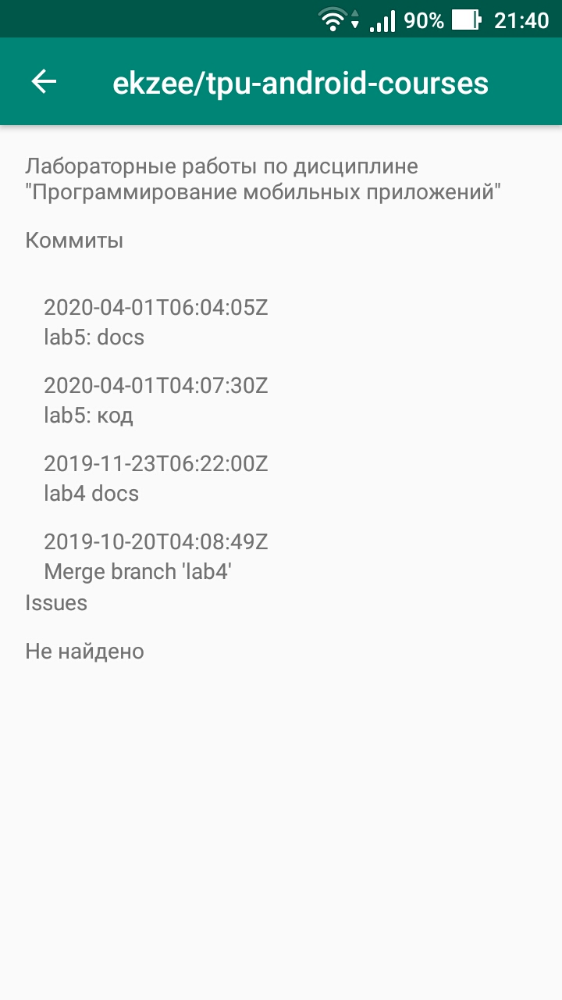 90% 21:40
ekzee/tpu-android-courses
Лабораторные работы по дисциплине
"Программирование мобильных приложений"
Коммиты
2020-04-01T06:04:05Z
lab5: docs
2020-04-01T04:07:30Z
lab5: код
2019-11-23T06:22:00Z
lab4 docs
2019-10-20T04:08:49Z
Merge branch 'lab4'
Issues
Не найдено